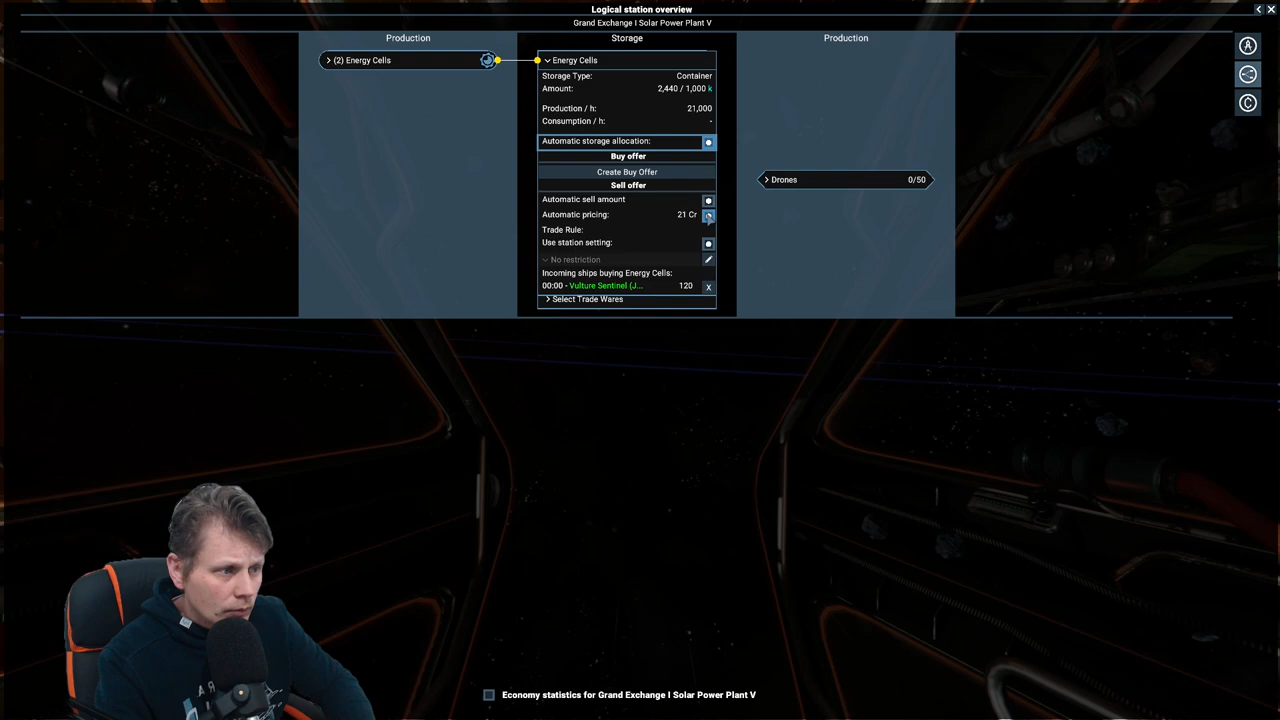 Logical station overview
Grand Exchange I Solar Power Plant V
Production
Storage
Production
(2) Energy Cells
Energy Cells
Storage Type: Container
Amount: 2,440 / 1,000 k
Production / h: 21,000
Consumption / h: -
Automatic storage allocation:
Buy offer
Create Buy Offer
Sell offer
Automatic sell amount
Automatic pricing: 21 Cr
Trade Rule:
Use station setting:
No restriction
Incoming ships buying Energy Cells:
00:00 - Vulture Sentinel (J... 120 X
Select Trade Wares
Drones 0/50
Economy statistics for Grand Exchange I Solar Power Plant V